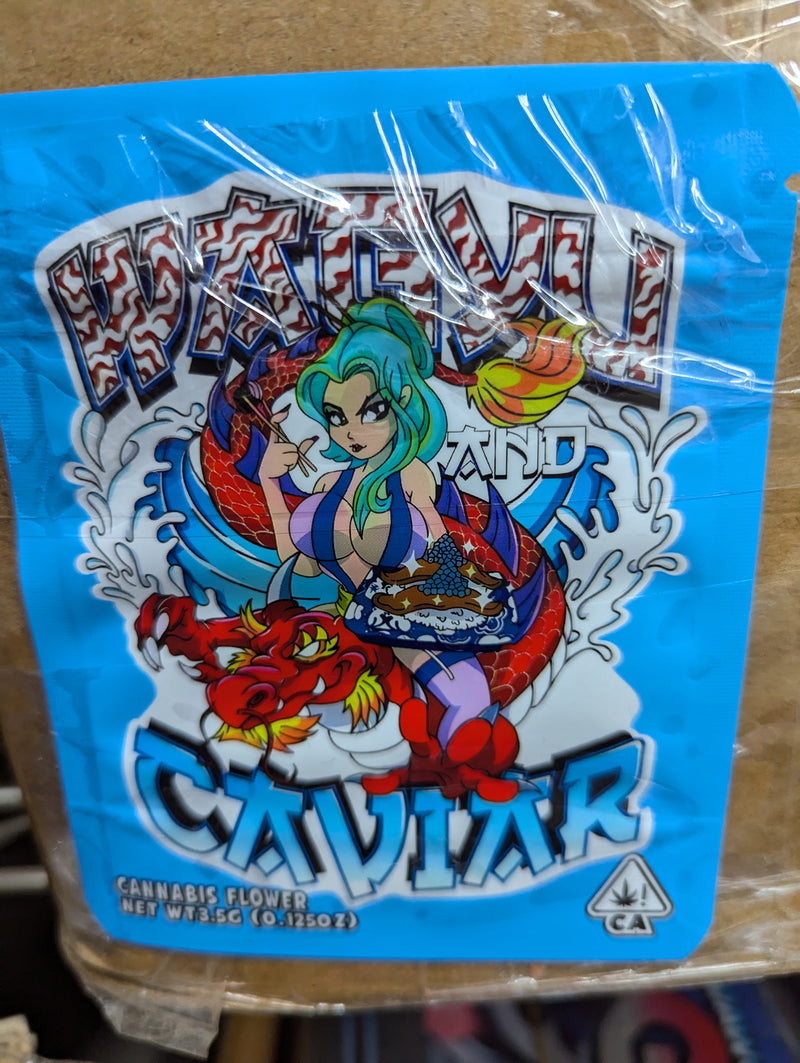 WAGYU
AND
CAVIAR
CANNABIS FLOWER
NET WT3.5G (0.125OZ)
!
CA